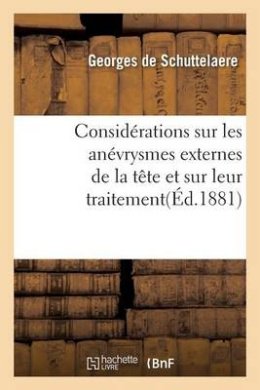 Georges de Schuttelaere
Considérations sur les anévrysmes externes
de la tête et sur leur traitement(Éd.1881)
hachette
LIVRE
{BnF